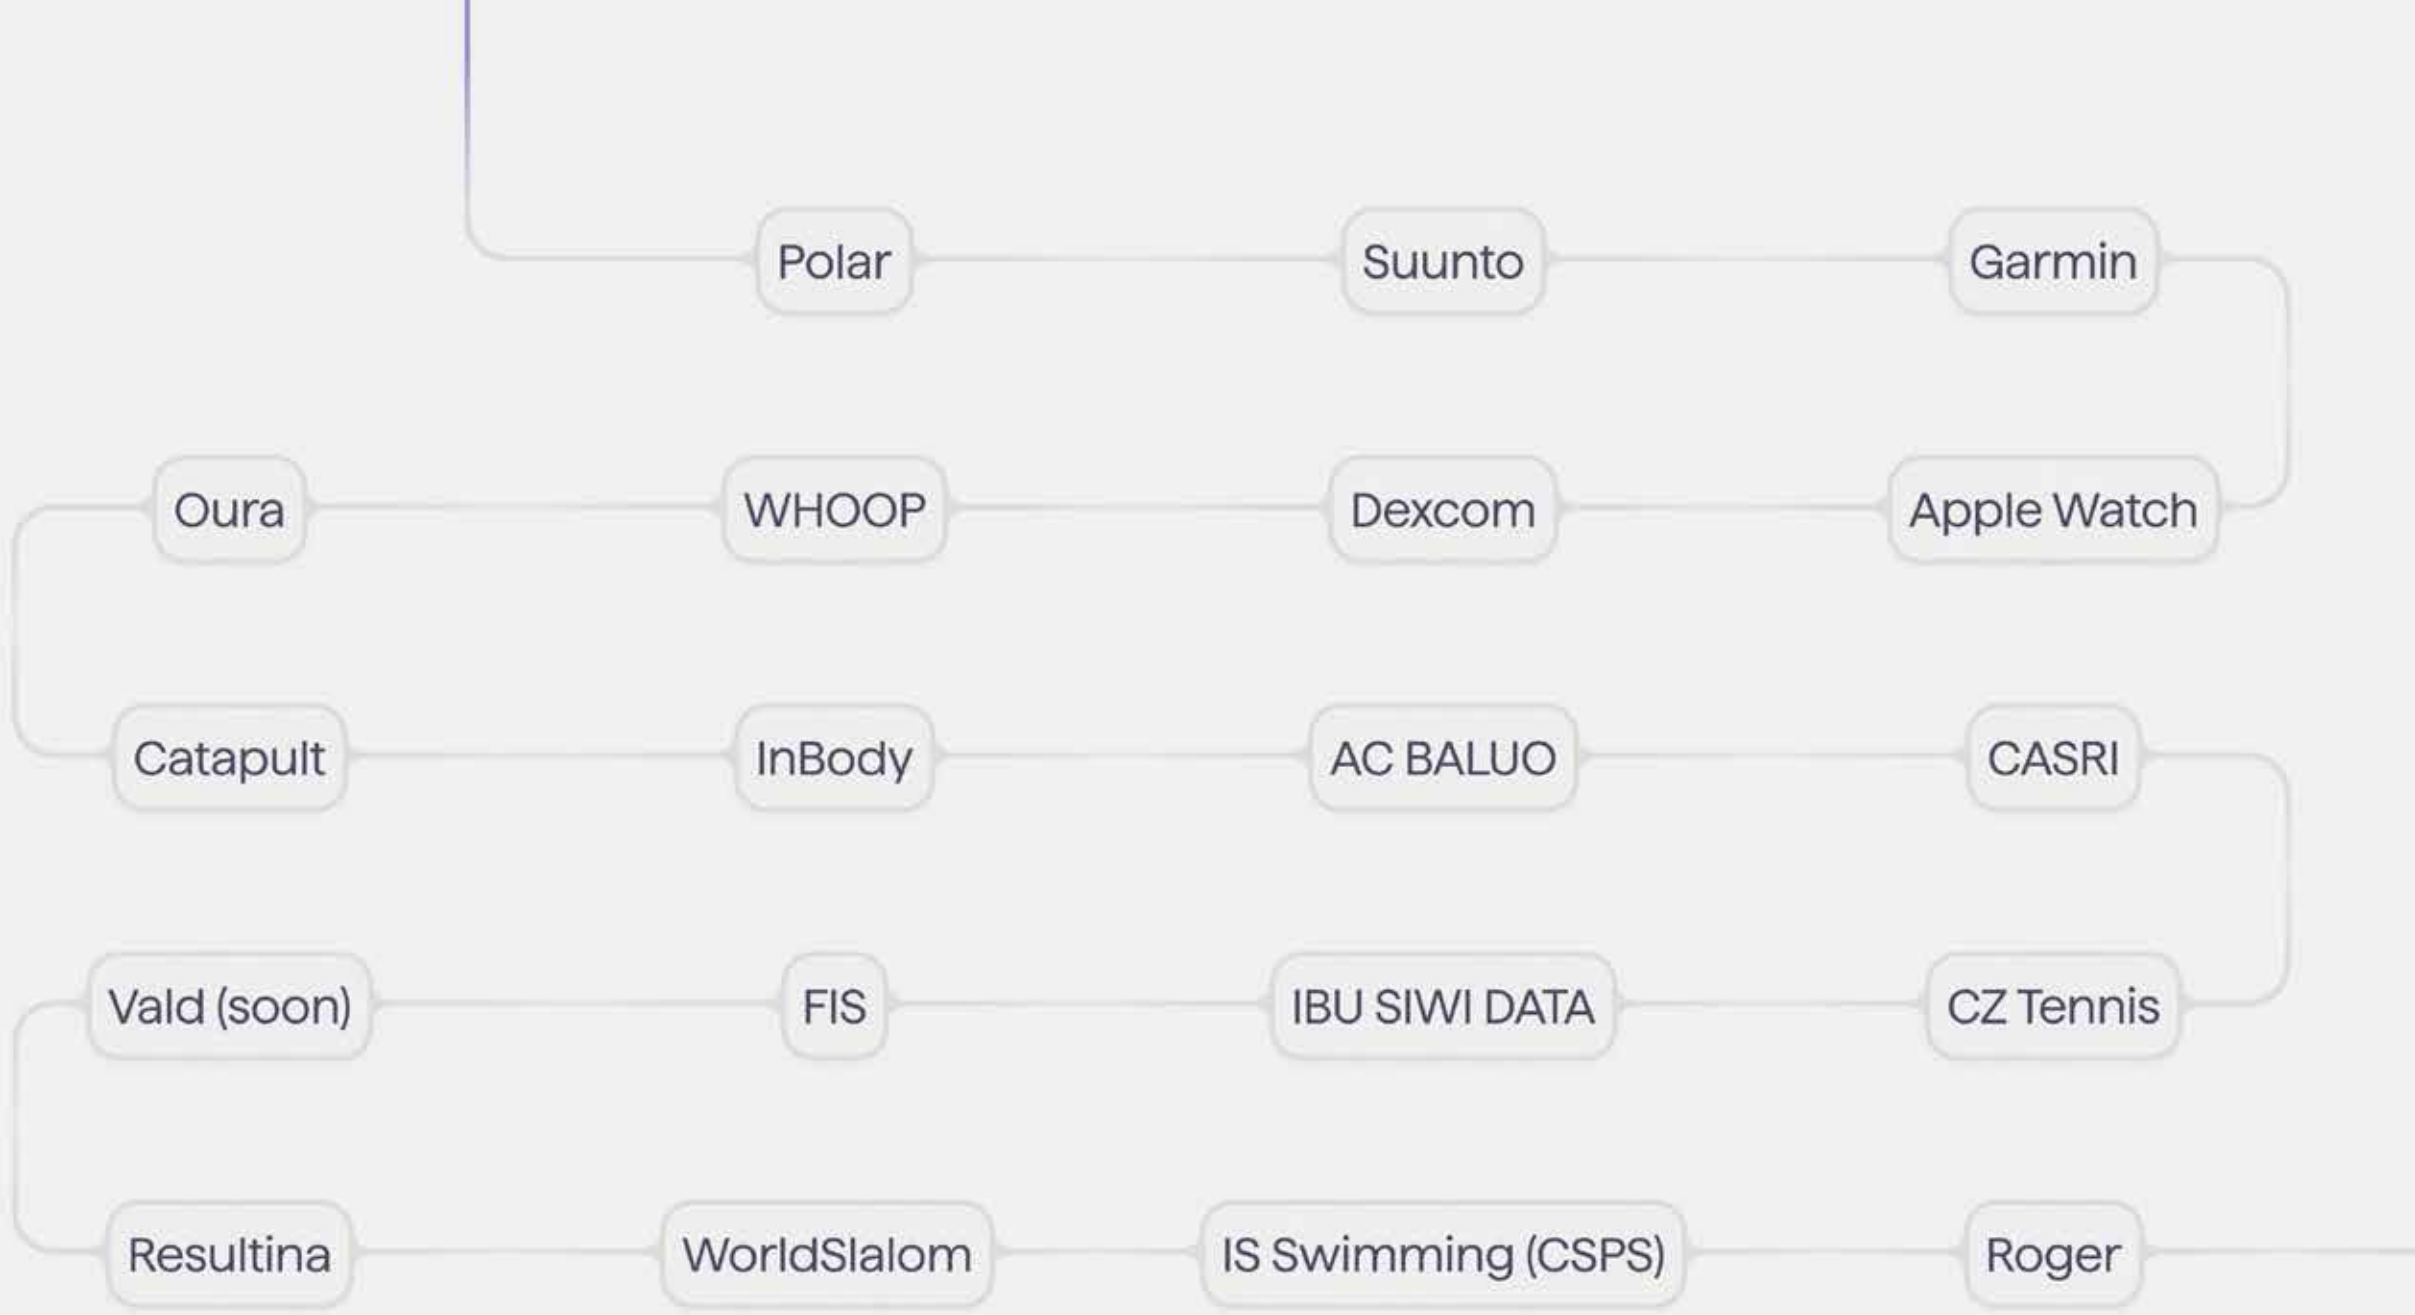 Polar
Suunto
Garmin
Oura
WHOOP
Dexcom
Apple Watch
Catapult
InBody
AC BALUO
CASRI
Vald (soon)
FIS
IBU SIWI DATA
CZ Tennis
Resultina
WorldSlalom
IS Swimming (CSPS)
Roger